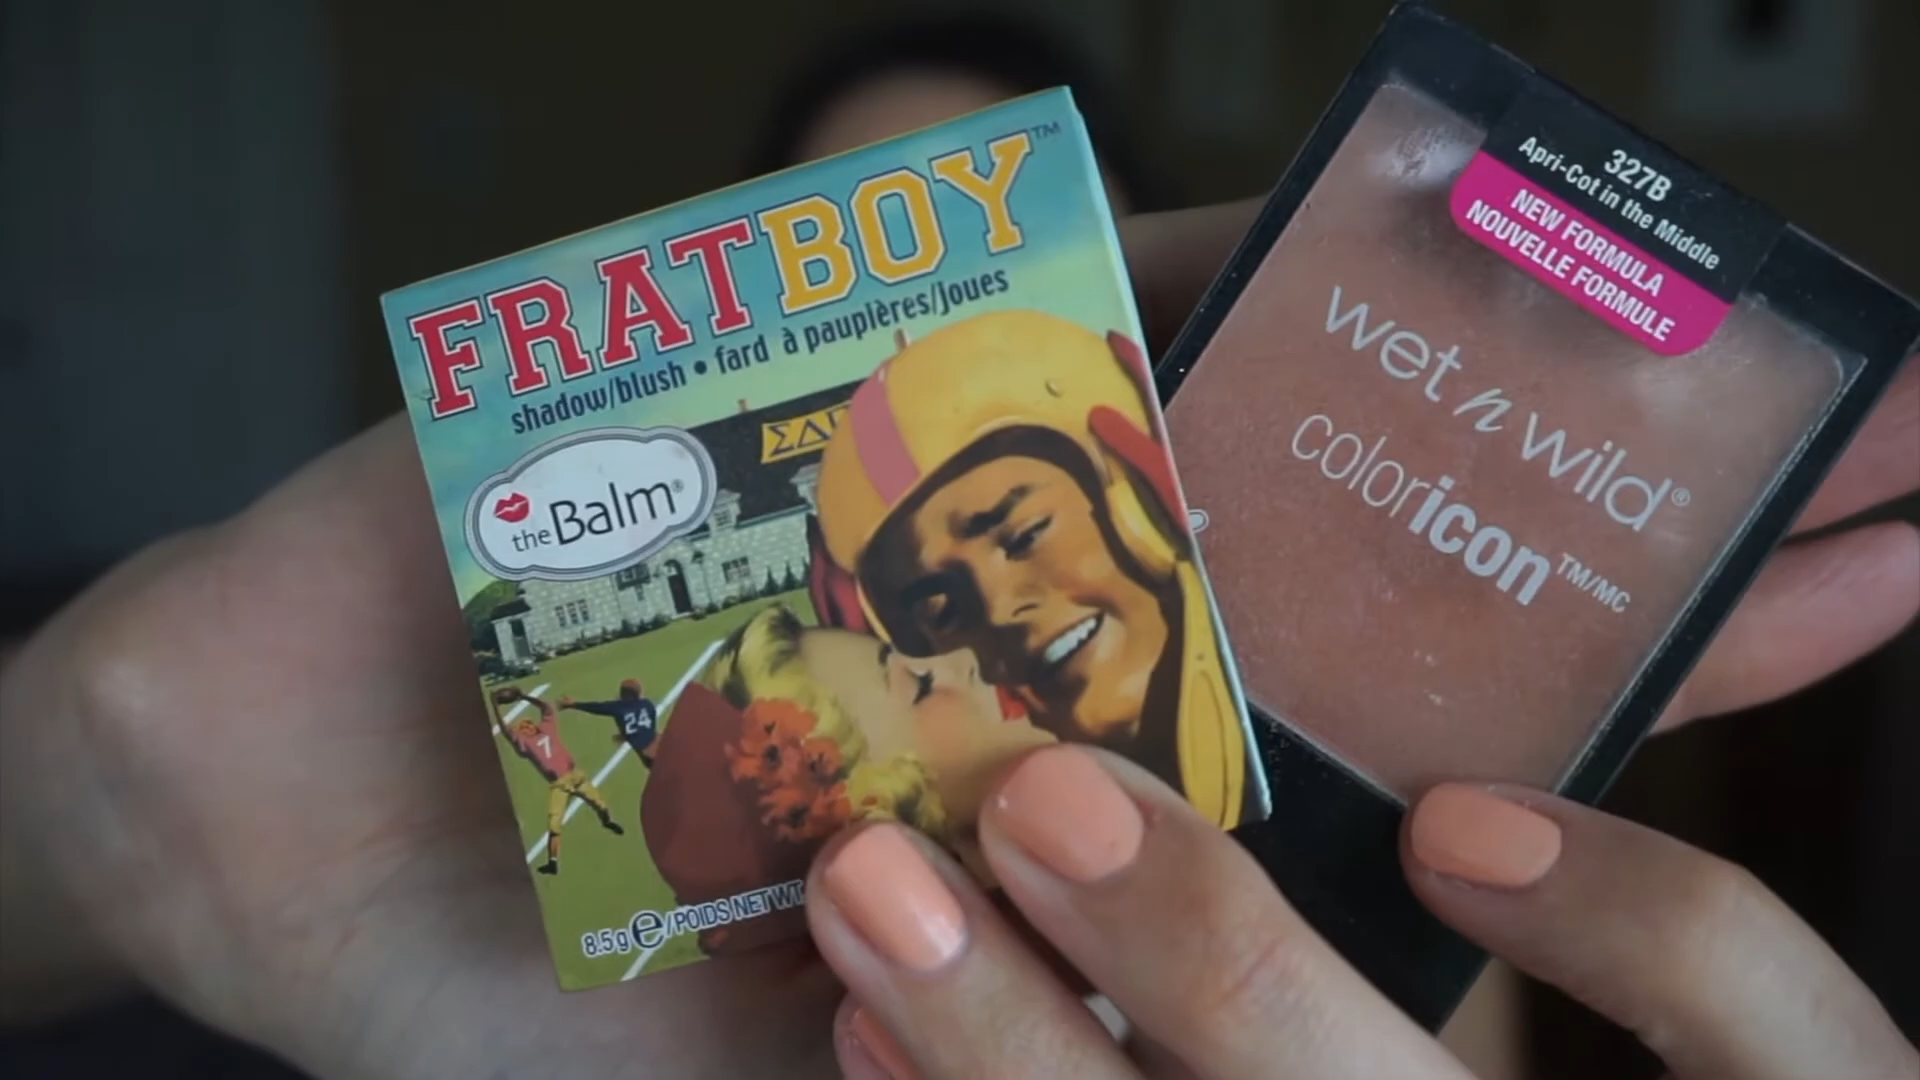 FRATBOY™
shadow/blush • fard à paupières/joues
ΣΔ
the Balm®
24
7
8.5g e/POIDS NET WT.
327B
Apri-Cot in the Middle
NEW FORMULA
NOUVELLE FORMULE
wet n wild®
coloricon™/MC